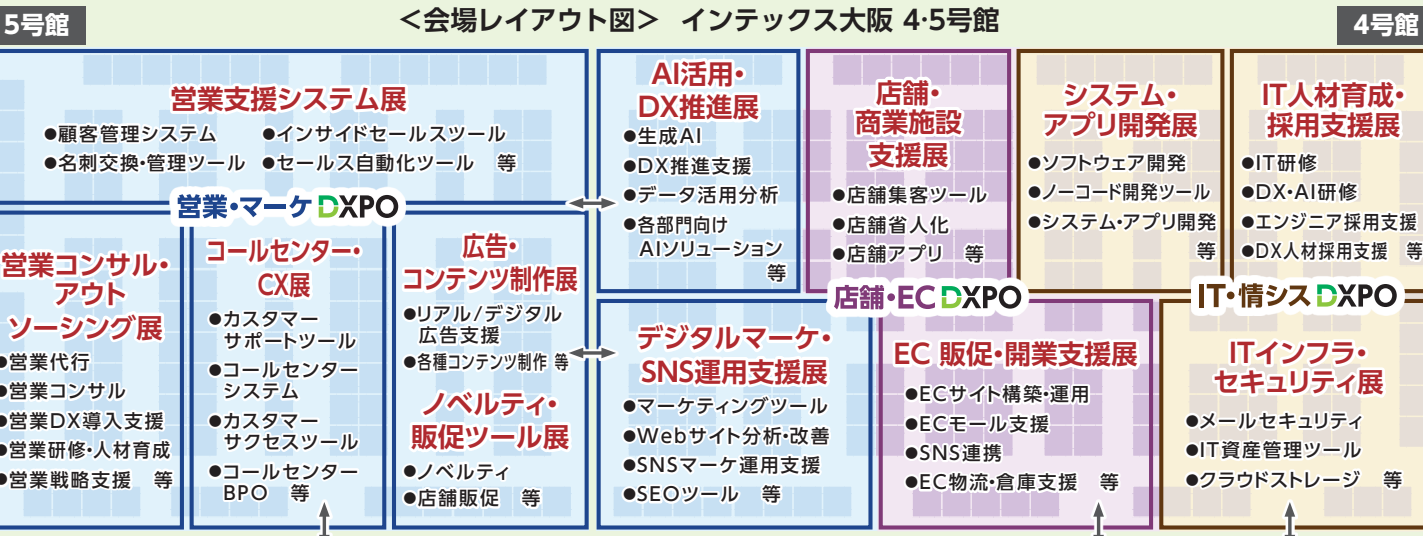 5号館
＜会場レイアウト図＞ インテックス大阪 4･5号館
4号館
営業支援システム展
●顧客管理システム ●インサイドセールスツール
●名刺交換・管理ツール ●セールス自動化ツール 等
営業・マーケ DXPO
営業コンサル・
アウト
ソーシング展
●営業代行
●営業コンサル
●営業DX導入支援
●営業研修・人材育成
●営業戦略支援 等
コールセンター・
CX展
●カスタマー
サポートツール
●コールセンター
システム
●カスタマー
サクセスツール
●コールセンター
BPO 等
広告・
コンテンツ制作展
●リアル/デジタル
広告支援
●各種コンテンツ制作 等
ノベルティ・
販促ツール展
●ノベルティ
●店舗販促 等
AI活用・
DX推進展
●生成AI
●DX推進支援
●データ活用分析
●各部門向け
AIソリューション
等
デジタルマーケ・
SNS運用支援展
●マーケティングツール
●Webサイト分析・改善
●SNSマーケ運用支援
●SEOツール 等
店舗・
商業施設
支援展
●店舗集客ツール
●店舗省人化
●店舗アプリ 等
店舗・EC DXPO
EC 販促・開業支援展
●ECサイト構築・運用
●ECモール支援
●SNS連携
●EC物流・倉庫支援 等
システム・
アプリ開発展
●ソフトウェア開発
●ノーコード開発ツール
●システム・アプリ開発
等
IT人材育成・
採用支援展
●IT研修
●DX・AI研修
●エンジニア採用支援
●DX人材採用支援 等
IT・情シス DXPO
ITインフラ・
セキュリティ展
●メールセキュリティ
●IT資産管理ツール
●クラウドストレージ 等